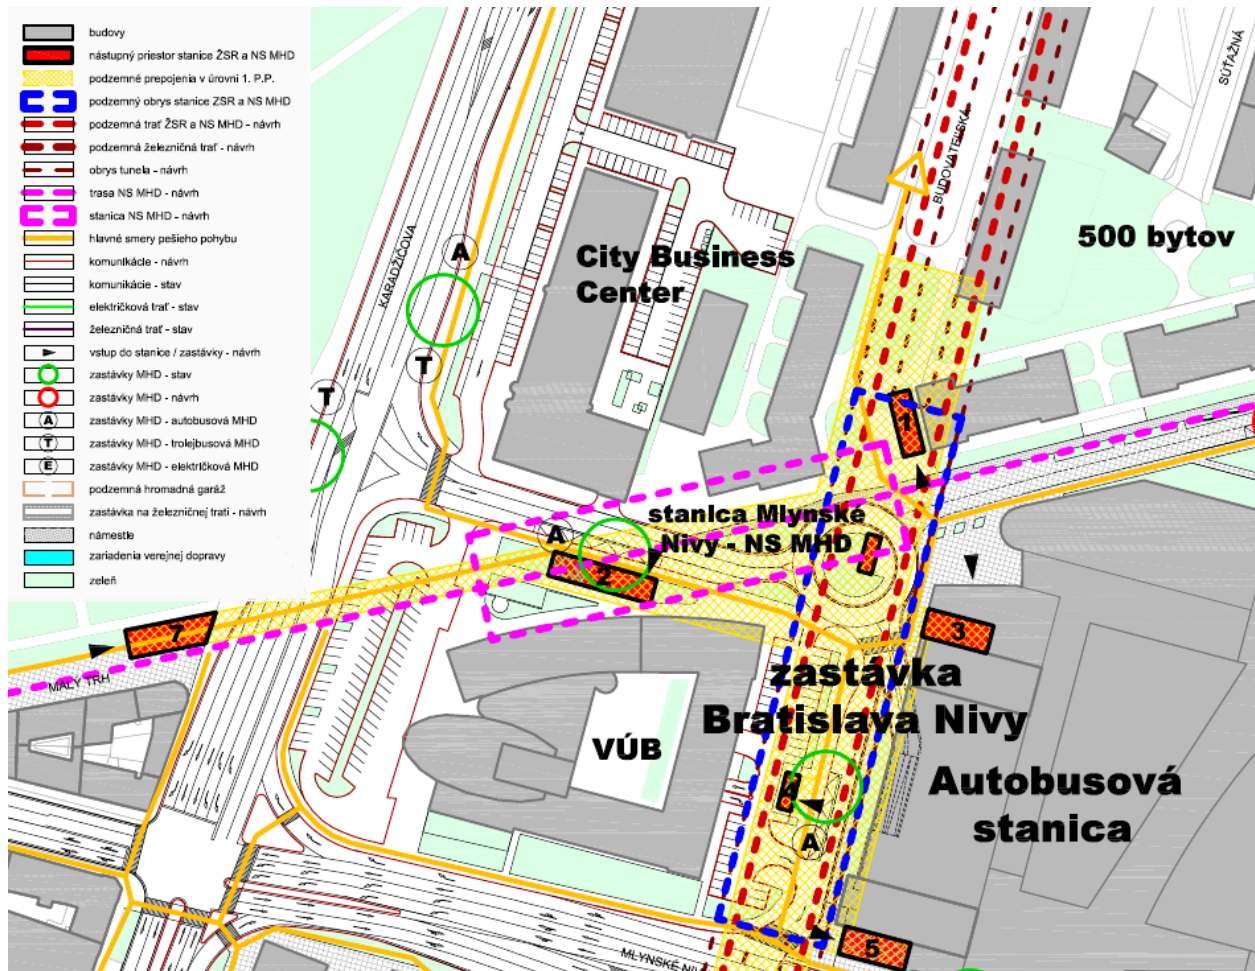 budovy
nástupný priestor stanice ŽSR a NS MHD
podzemné prepojenia v úrovni 1. P.P.
podzemný obrys stanice ZSR a NS MHD
podzemná trať ŽSR a NS MHD - návrh
podzemná železničná trať - návrh
obrys tunela - návrh
trasa NS MHD - návrh
stanica NS MHD - návrh
hlavné smery pešieho pohybu
komunikácie - návrh
komunikácie - stav
električková trať - stav
železničná trať - stav
vstup do stanice / zastávky - návrh
zastávky MHD - stav
zastávky MHD - návrh
A zastávky MHD - autobusová MHD
T zastávky MHD - trolejbusová MHD
E zastávky MHD - električková MHD
podzemná hromadná garáž
zastávka na železničnej trati - návrh
námestie
zariadenia verejnej dopravy
zeleň
SÚŤAŽNÁ
BUDOVATEĽSKÁ
KARADŽIČOVA
500 bytov
City Business
Center
A
T
T
1
stanica Mlynské
Nivy - NS MHD
A
2
3
7
MALÝ TRH
zastávka
Bratislava Nivy
VÚB
Autobusová
stanica
A
5
MLYNSKÉ NIVY